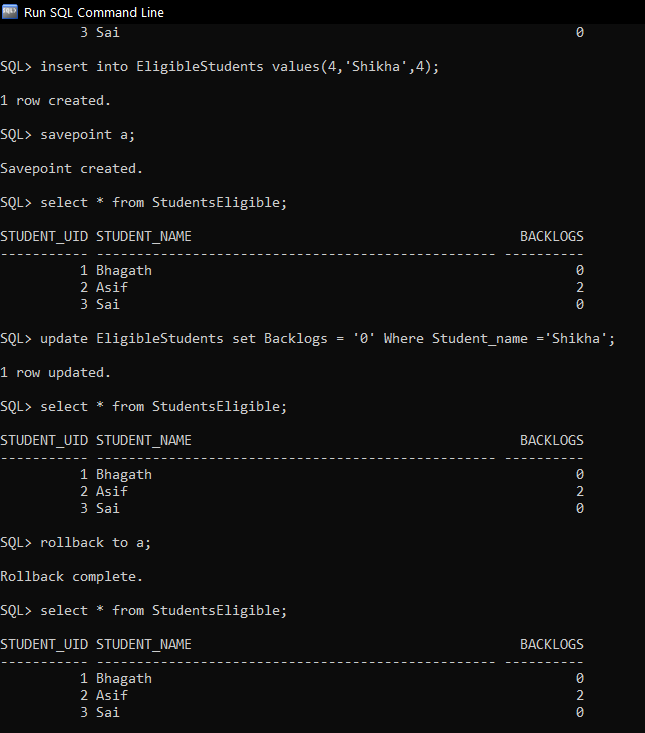 Run SQL Command Line
3 Sai 0
SQL> insert into EligibleStudents values(4,'Shikha',4);
1 row created.
SQL> savepoint a;
Savepoint created.
SQL> select * from StudentsEligible;
STUDENT_UID STUDENT_NAME BACKLOGS
----------- -------------------------------------------------- ----------
1 Bhagath 0
2 Asif 2
3 Sai 0
SQL> update EligibleStudents set Backlogs = '0' Where Student_name ='Shikha';
1 row updated.
SQL> select * from StudentsEligible;
STUDENT_UID STUDENT_NAME BACKLOGS
----------- -------------------------------------------------- ----------
1 Bhagath 0
2 Asif 2
3 Sai 0
SQL> rollback to a;
Rollback complete.
SQL> select * from StudentsEligible;
STUDENT_UID STUDENT_NAME BACKLOGS
----------- -------------------------------------------------- ----------
1 Bhagath 0
2 Asif 2
3 Sai 0